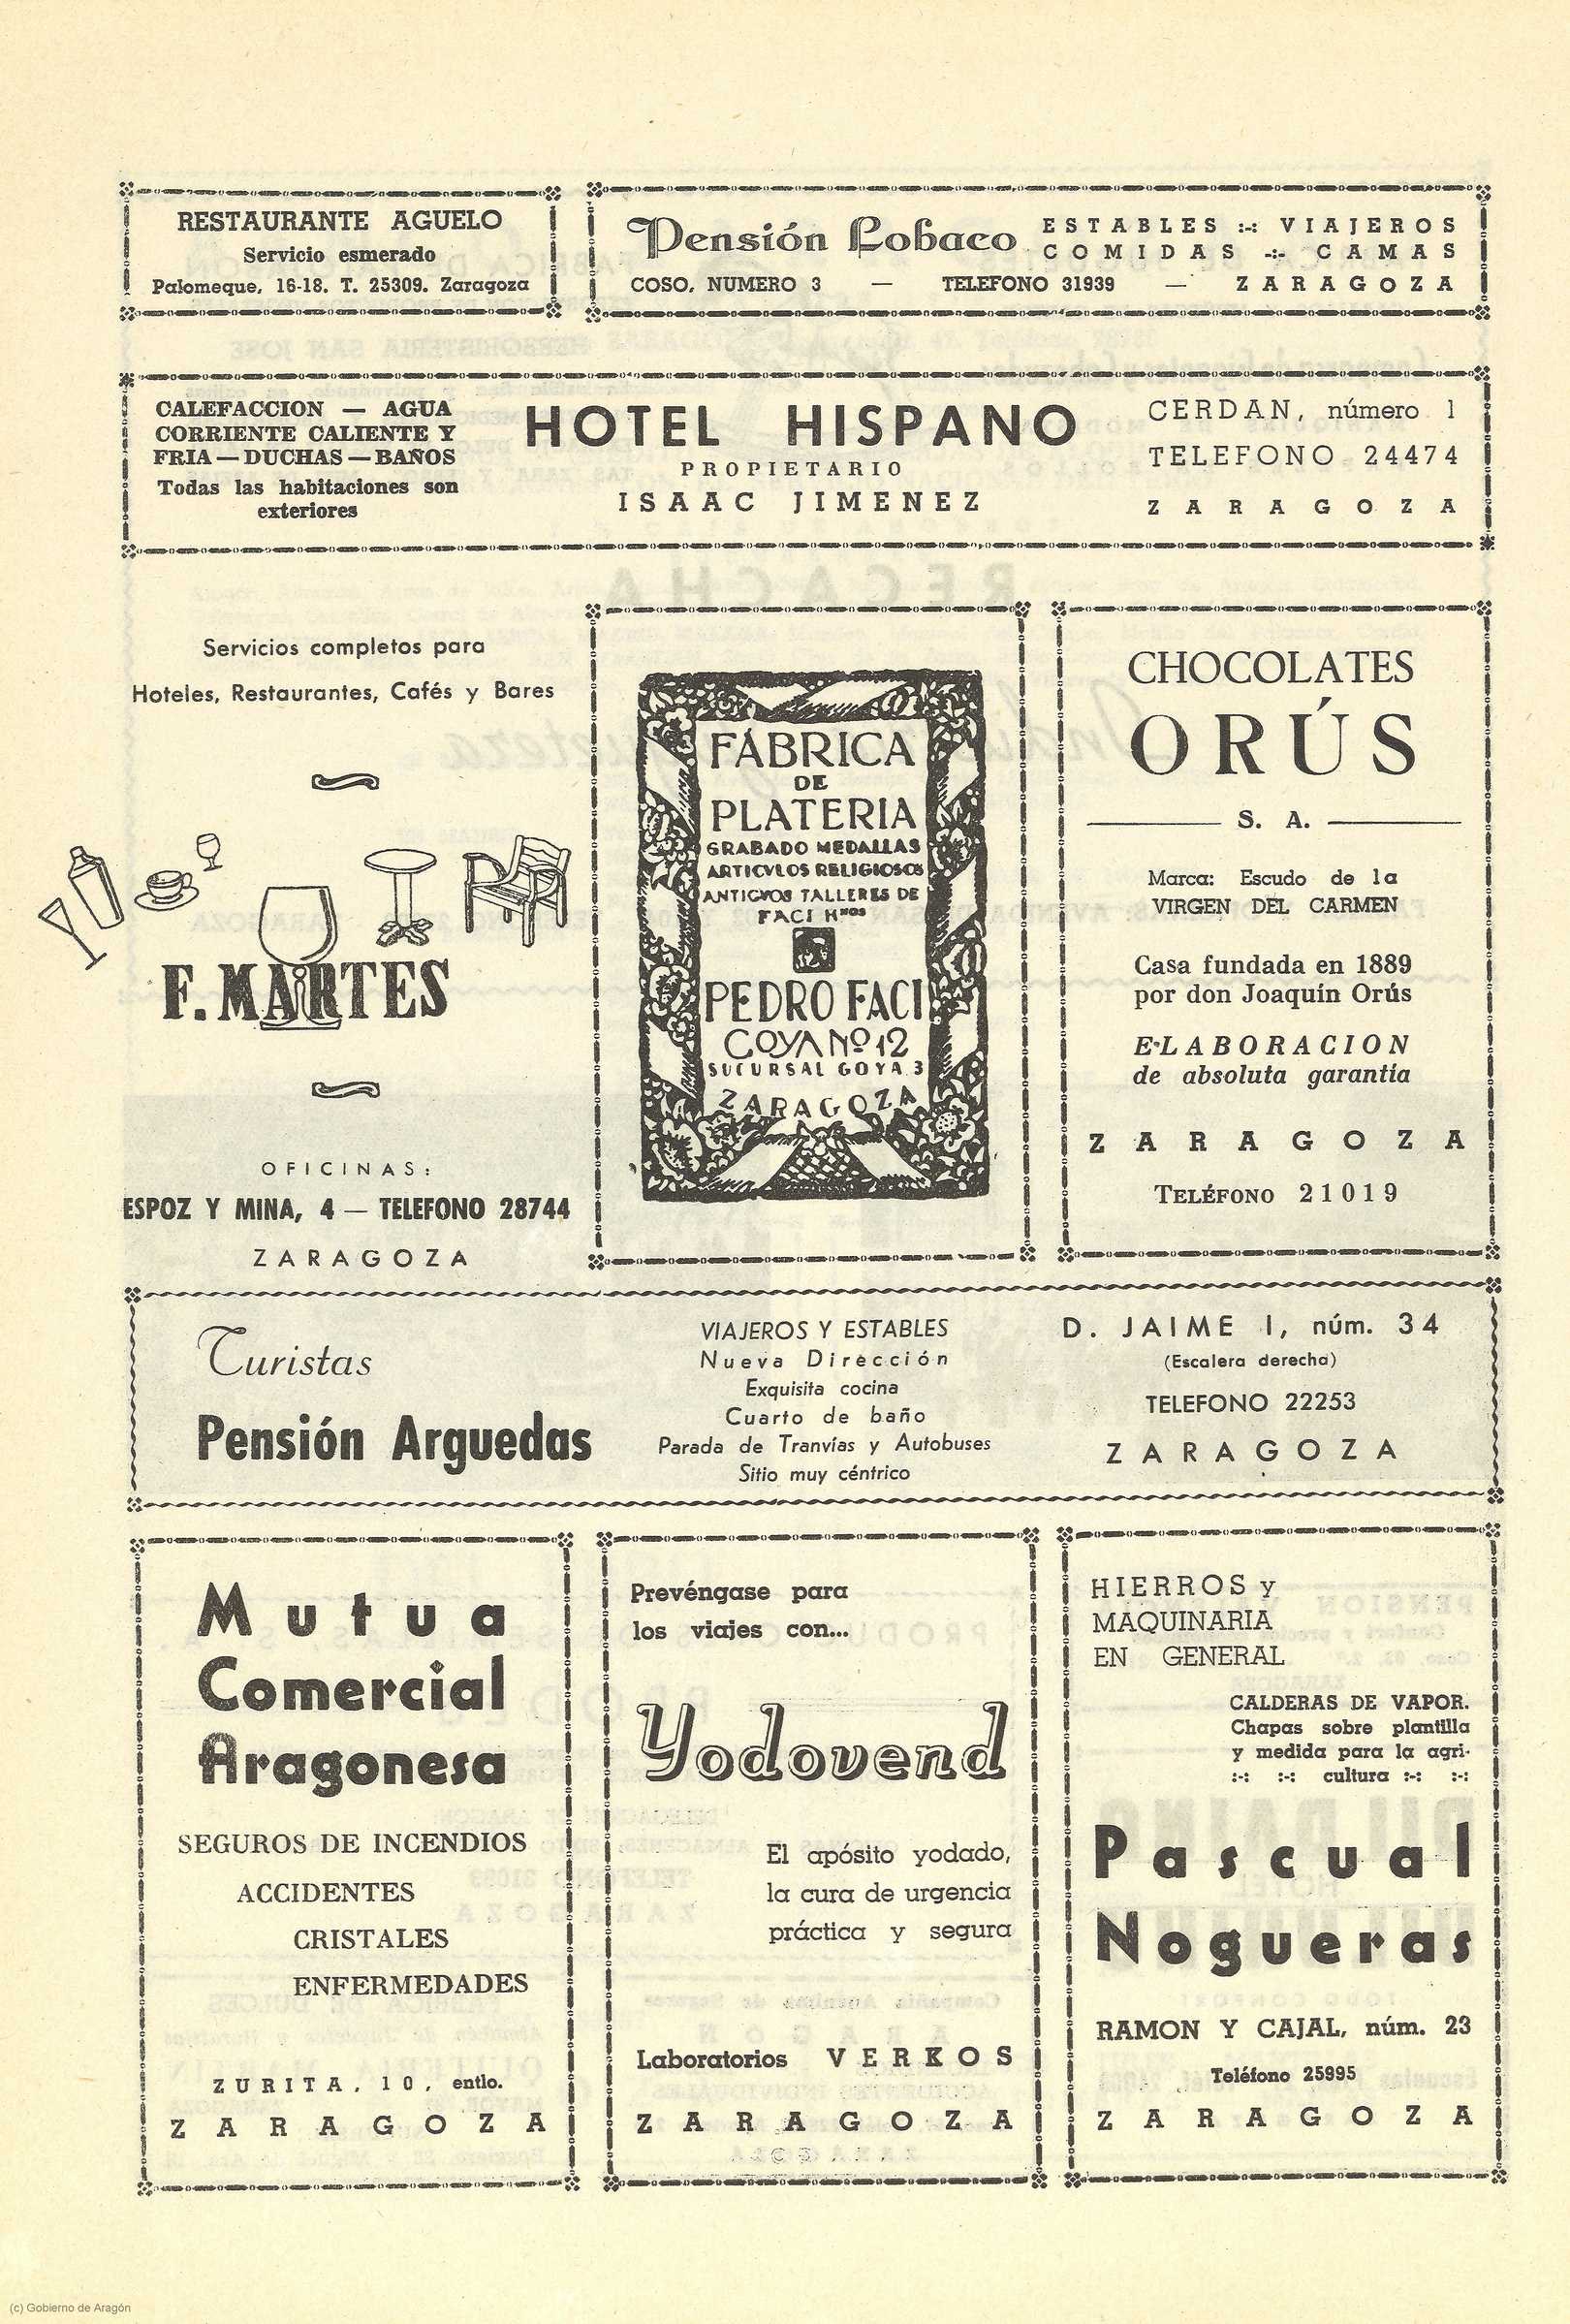 RESTAURANTE AGUELO
Servicio esmerado
Palomeque, 16-18. T. 25309. Zaragoza
Pensión Lobaco
ESTABLES :-: VIAJEROS
COMIDAS -:- CAMAS
COSO, NUMERO 3 — TELEFONO 31939 — ZARAGOZA
CALEFACCION — AGUA
CORRIENTE CALIENTE Y
FRIA — DUCHAS — BAÑOS
Todas las habitaciones son
exteriores
HOTEL HISPANO
PROPIETARIO
ISAAC JIMENEZ
CERDAN, número 1
TELEFONO 24474
ZARAGOZA
Servicios completos para
Hoteles, Restaurantes, Cafés y Bares
F. MARTES
OFICINAS:
ESPOZ Y MINA, 4 — TELEFONO 28744
ZARAGOZA
FÁBRICA
DE
PLATERIA
GRABADO MEDALLAS
ARTICVLOS RELIGIOSOS
ANTIGVOS TALLERES DE
FACI Hnos
PEDRO FACI
GOYA Nº 12
SUCURSAL GOYA 3
ZARAGOZA
CHOCOLATES
ORÚS
S. A.
Marca: Escudo de la
VIRGEN DEL CARMEN
Casa fundada en 1889
por don Joaquín Orús
ELABORACION
de absoluta garantía
ZARAGOZA
TELÉFONO 21019
Turistas
Pensión Arguedas
VIAJEROS Y ESTABLES
Nueva Dirección
Exquisita cocina
Cuarto de baño
Parada de Tranvías y Autobuses
Sitio muy céntrico
D. JAIME I, núm. 34
(Escalera derecha)
TELEFONO 22253
ZARAGOZA
Mutua
Comercial
Aragonesa
SEGUROS DE INCENDIOS
ACCIDENTES
CRISTALES
ENFERMEDADES
ZURITA, 10, entlo.
ZARAGOZA
Prevéngase para
los viajes con...
Yodovend
El apósito yodado,
la cura de urgencia
práctica y segura
Laboratorios VERKOS
ZARAGOZA
HIERROS y
MAQUINARIA
EN GENERAL
CALDERAS DE VAPOR.
Chapas sobre plantilla
y medida para la agri-
:-: :-: cultura :-: :-:
Pascual
Nogueras
RAMON Y CAJAL, núm. 23
Teléfono 25995
ZARAGOZA
(c) Gobierno de Aragón